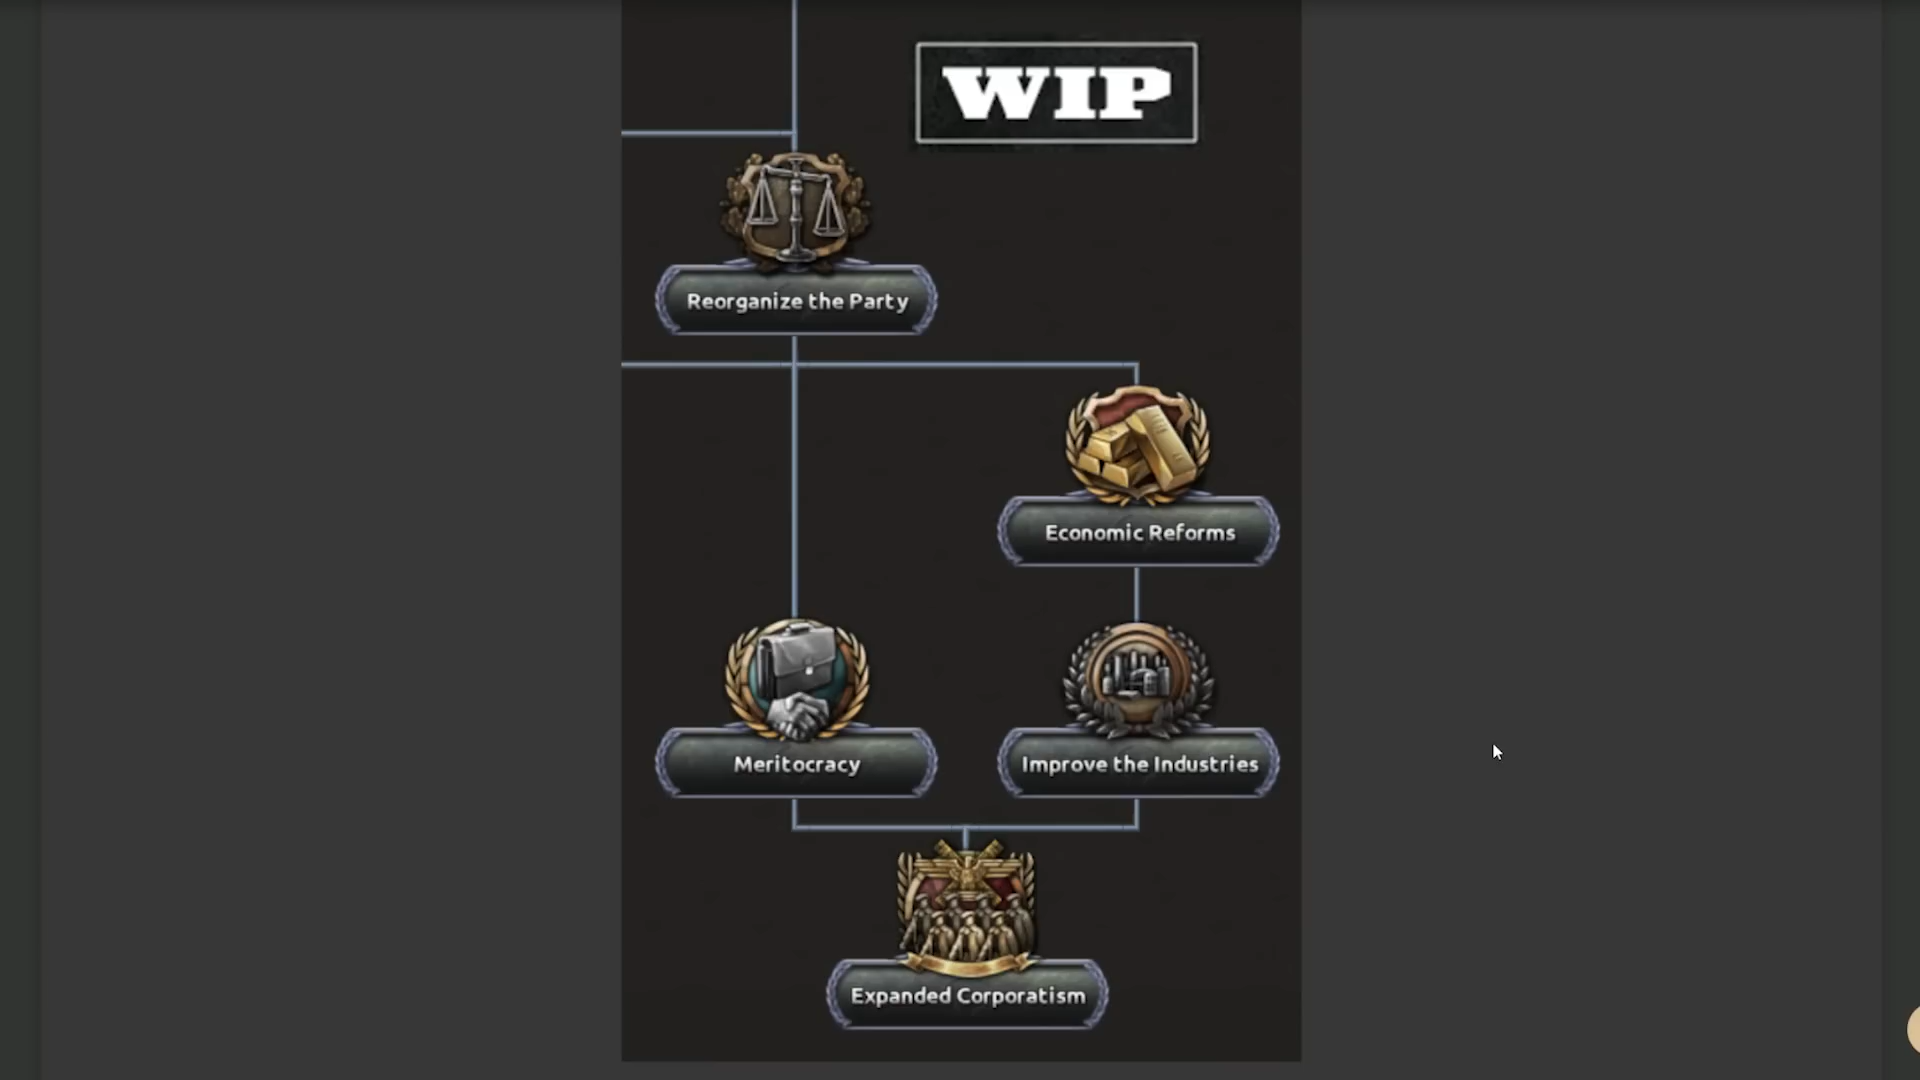 WIP
Reorganize the Party
Economic Reforms
Meritocracy
Improve the Industries
Expanded Corporatism